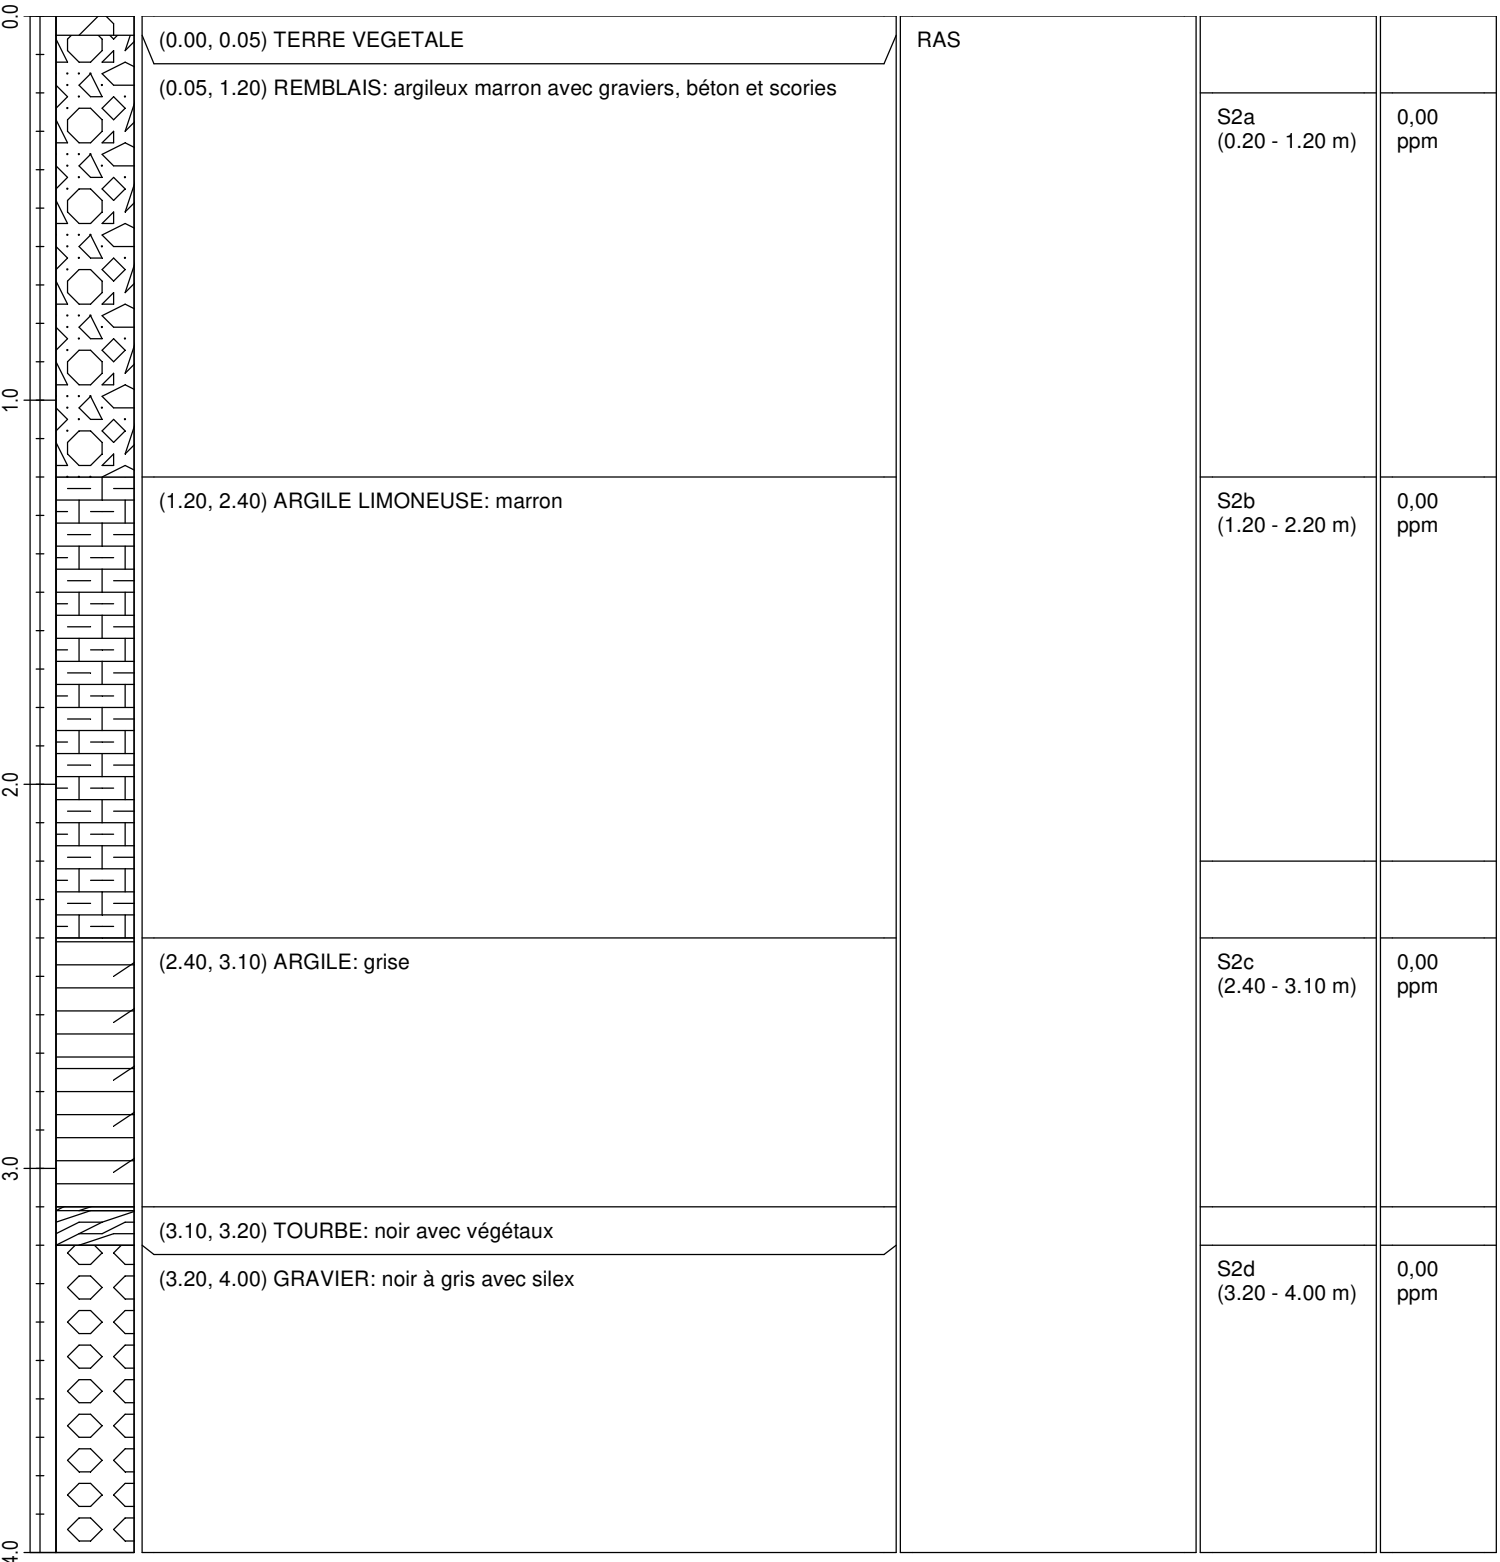 0.0
(0.00, 0.05) TERRE VEGETALE
RAS
(0.05, 1.20) REMBLAIS: argileux marron avec graviers, béton et scories
S2a
(0.20 - 1.20 m)
0,00
ppm
1.0
(1.20, 2.40) ARGILE LIMONEUSE: marron
S2b
(1.20 - 2.20 m)
0,00
ppm
2.0
(2.40, 3.10) ARGILE: grise
S2c
(2.40 - 3.10 m)
0,00
ppm
3.0
(3.10, 3.20) TOURBE: noir avec végétaux
(3.20, 4.00) GRAVIER: noir à gris avec silex
S2d
(3.20 - 4.00 m)
0,00
ppm
4.0